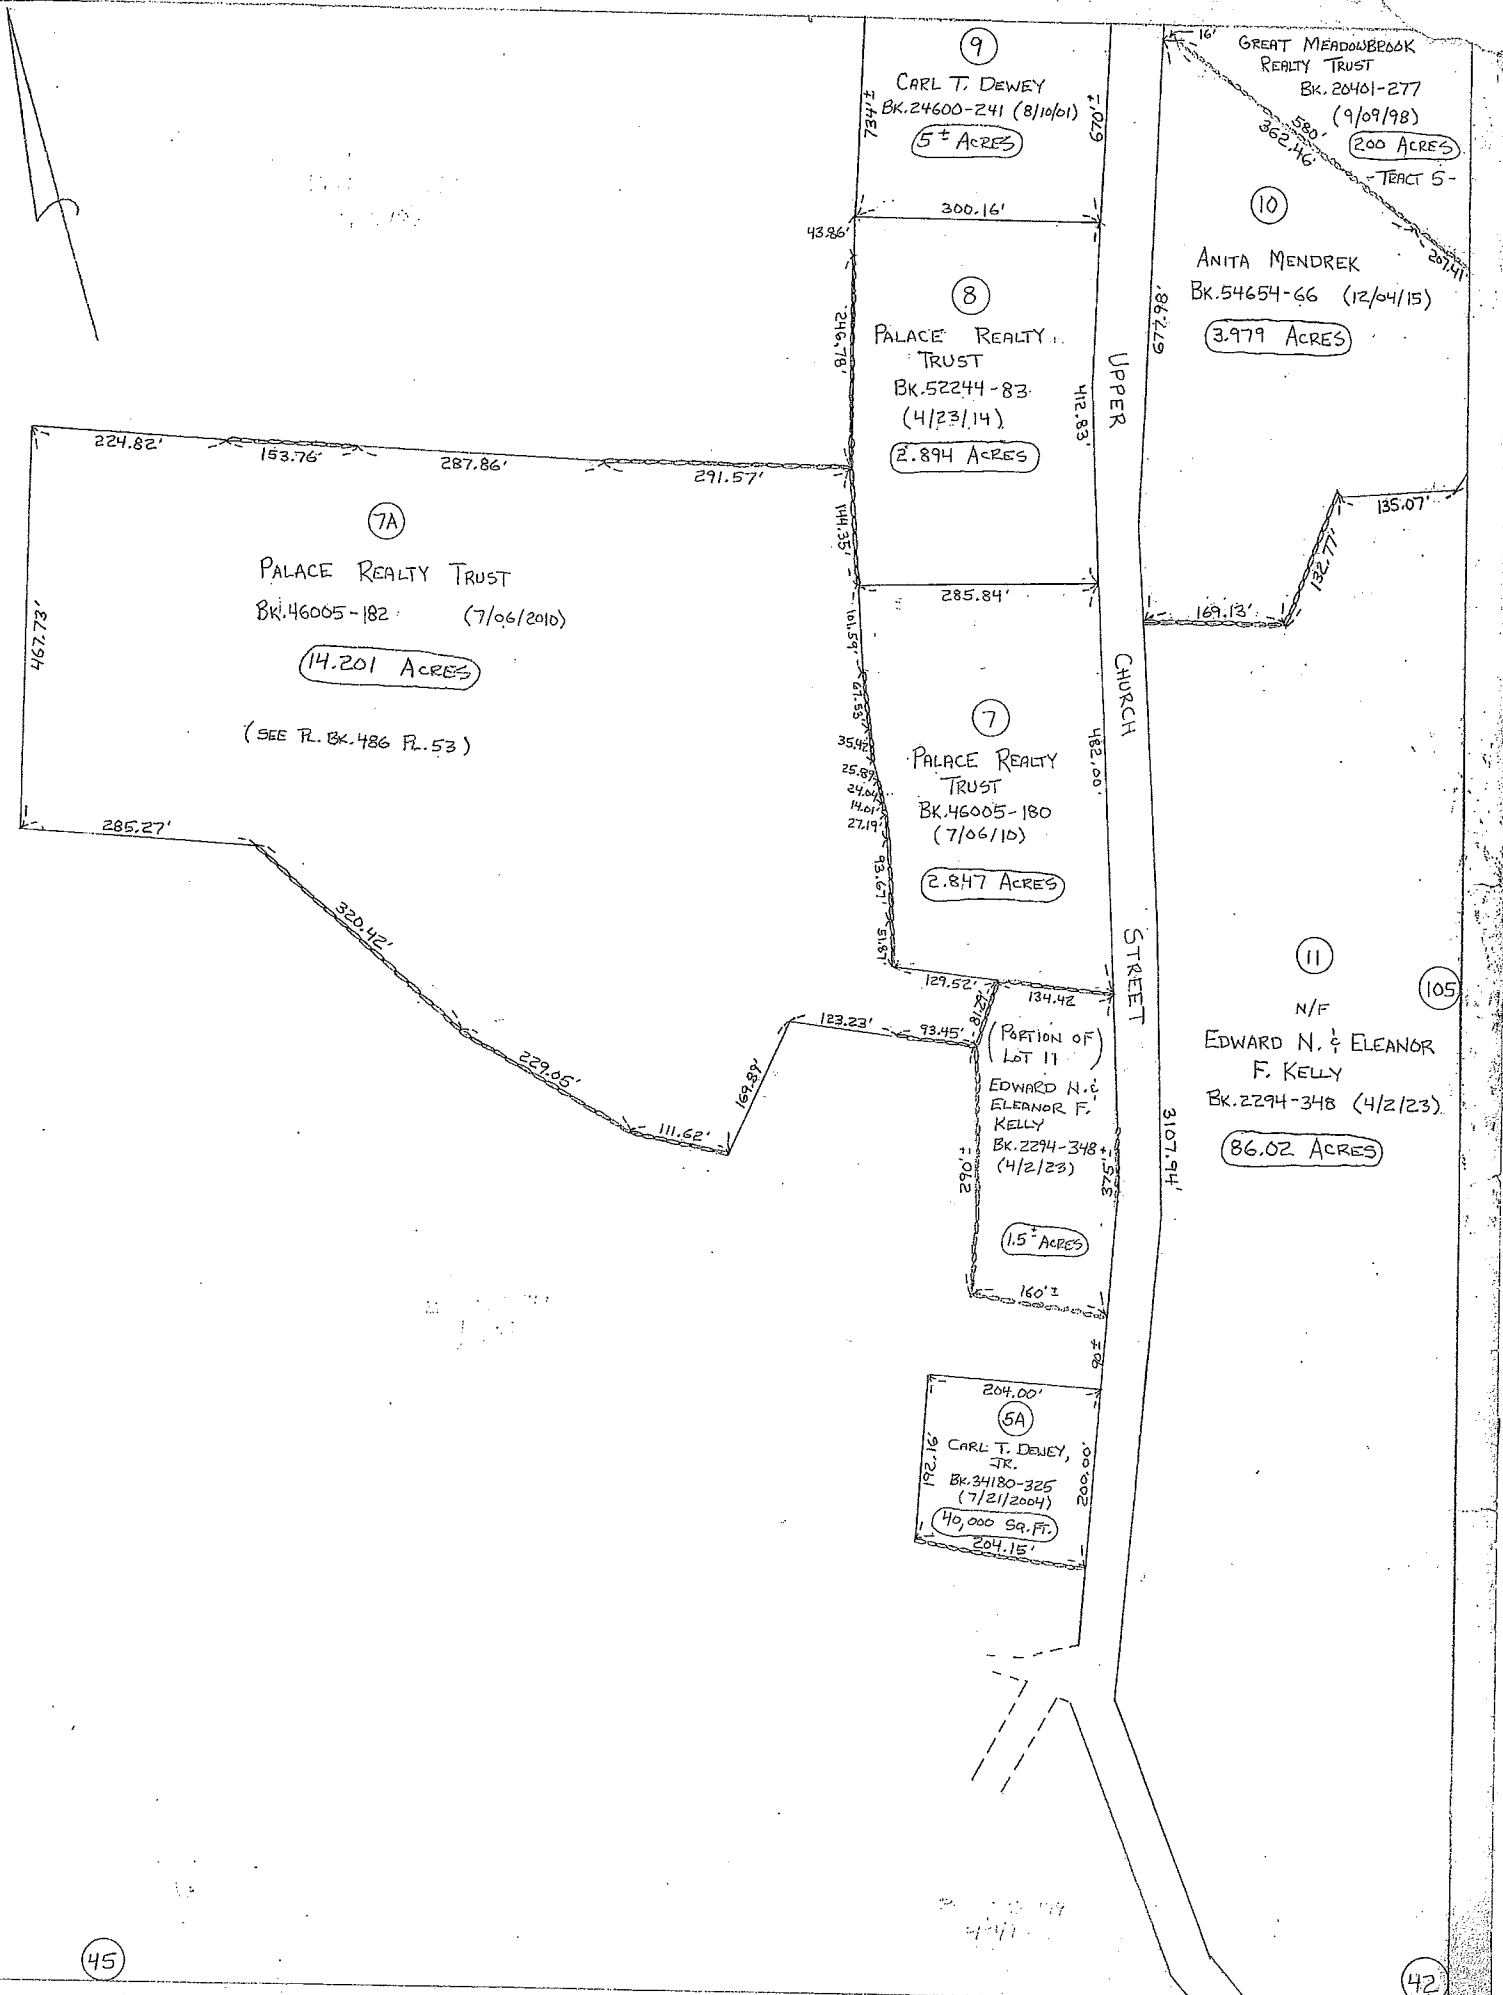 9
CARL T. DEWEY
BK.24600-241 (8/10/01)
5± ACRES
734'±
670'±
300.16'
16'
GREAT MEADOWBROOK
REALTY TRUST
BK.20401-277
(9/09/98)
200 ACRES
-TRACT 5-
580'
362.46'
207.41'
10
ANITA MENDREK
BK.54654-66 (12/04/15)
3.979 ACRES
677.98'
135.07'
132.77'
169.13'
43.86'
246.78'
8
PALACE REALTY
TRUST
BK.52244-83
(4/23/14)
2.894 ACRES
412.83'
144.35'
285.84'
UPPER
CHURCH
STREET
224.82'
153.76'
287.86'
291.57'
7A
PALACE REALTY TRUST
BK.46005-182 (7/06/2010)
14.201 ACRES
(SEE PL.BK.486 PL.53)
467.73'
285.27'
320.42'
229.05'
111.62'
169.89'
123.23'
93.45'
101.59'
67.53'
35.42'
25.89'
24.04'
14.01'
27.19'
93.67'
51.87'
7
PALACE REALTY
TRUST
BK.46005-180
(7/06/10)
2.847 ACRES
482.00'
129.52'
134.42
81.29'
(PORTION OF
LOT 11)
EDWARD N. &
ELEANOR F.
KELLY
BK.2294-348
(4/2/23)
1.5± ACRES
260'±
375'±
160'±
90'±
11
N/F
EDWARD N. & ELEANOR
F. KELLY
BK.2294-348 (4/2/23)
86.02 ACRES
3107.94'
105
204.00'
5A
CARL T. DEWEY,
JR.
BK.34180-325
(7/21/2004)
40,000 SQ.FT.
204.15'
192.16'
200.00'
45
42